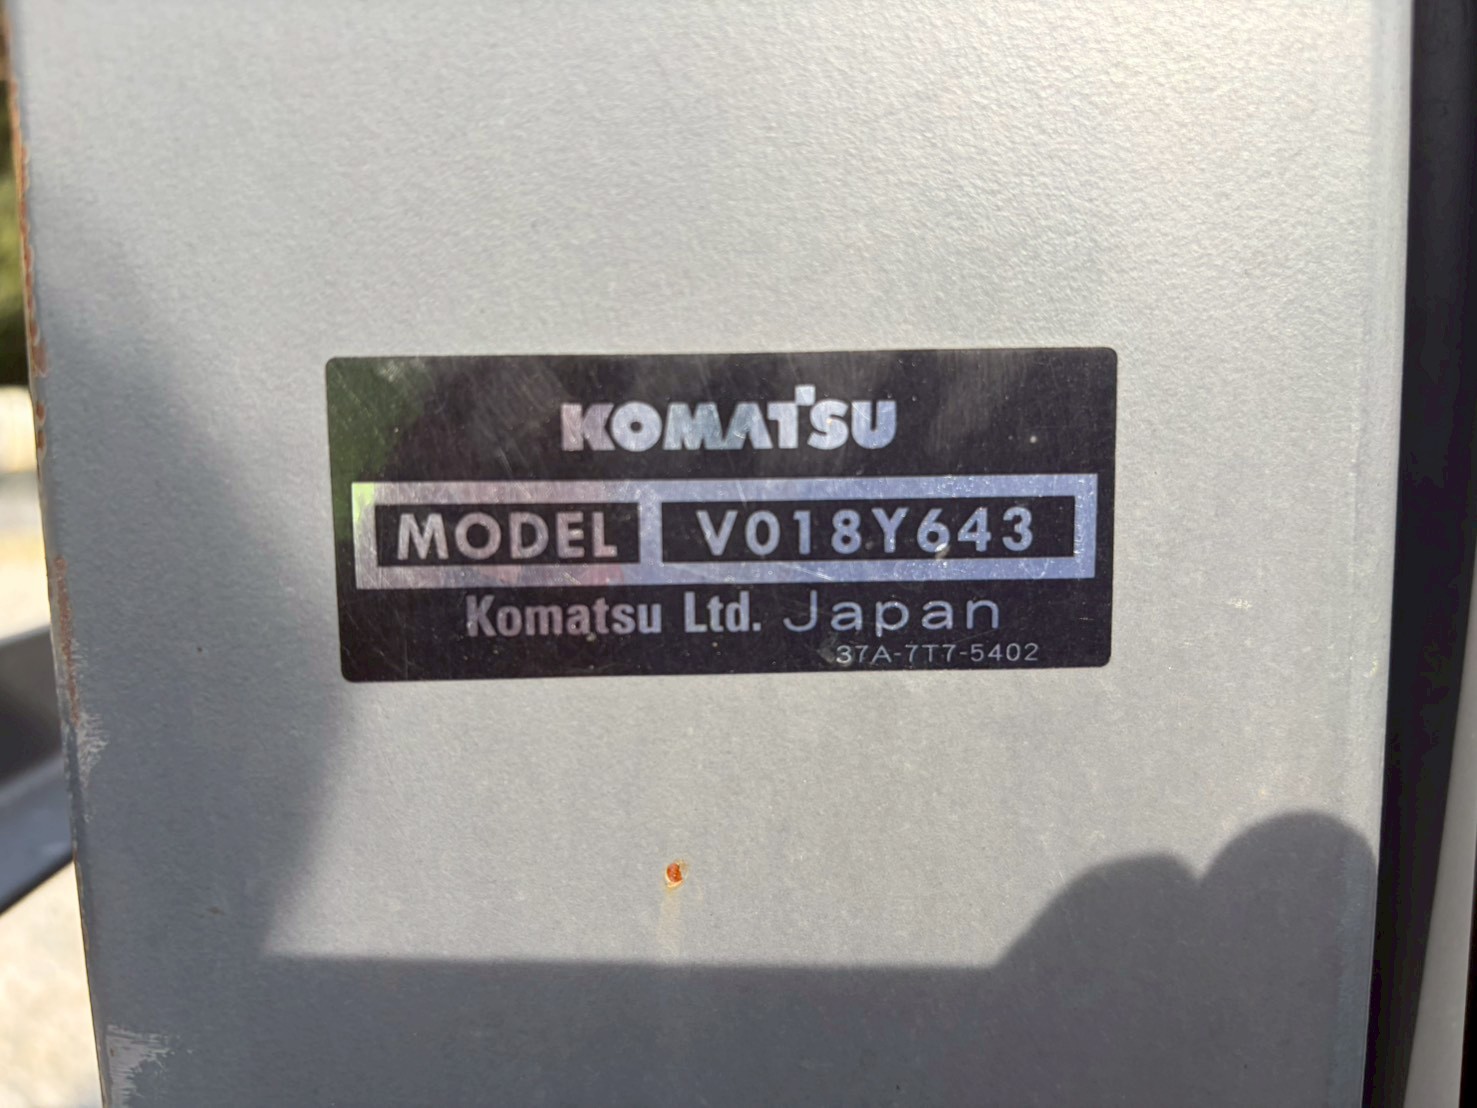 KOMATSU
MODEL V018Y643
Komatsu Ltd. Japan
37A-7T7-5402